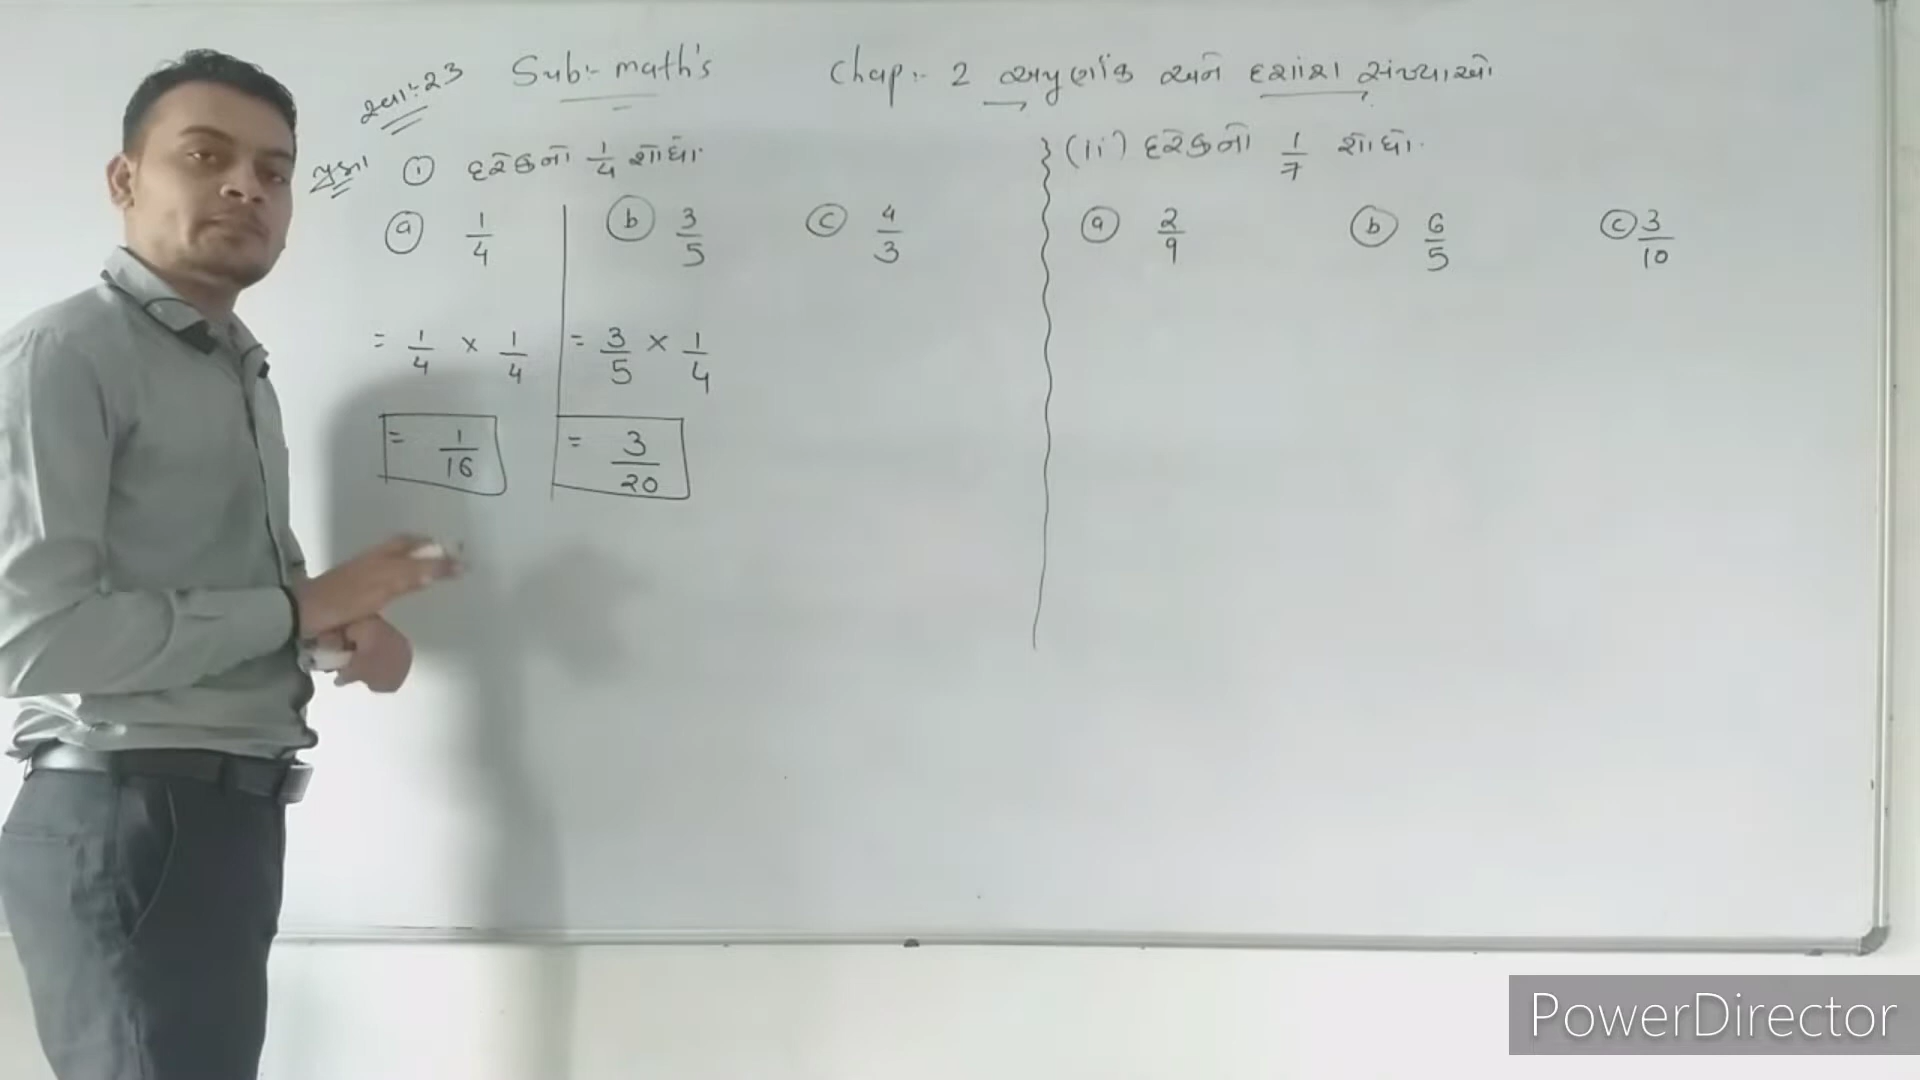 સ્વા:-23 Sub:- math's Chap:- 2 અપૂર્ણાંક અને દશાંશ સંખ્યાઓ
① દરેકનો 1/4 શોધો.
ⓐ 1/4 ⓑ 3/5 ⓒ 4/3
= 1/4 × 1/4 = 3/5 × 1/4
= 1/16 = 3/20
(ii) દરેકનો 1/7 શોધો.
ⓐ 2/9 ⓑ 6/5 ⓒ 3/10
PowerDirector